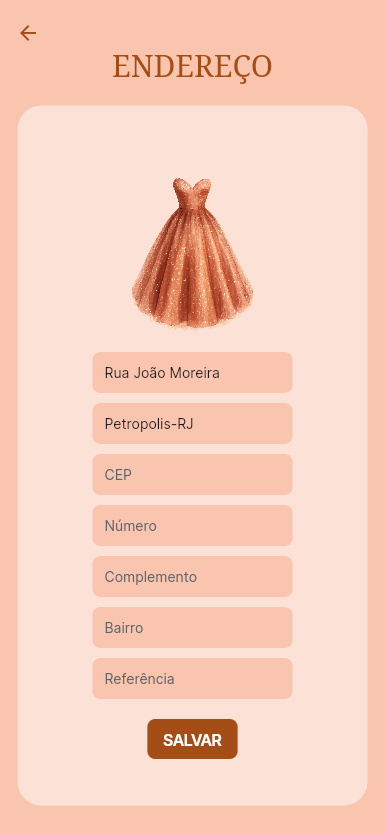 ENDEREÇO
Rua João Moreira
Petropolis-RJ
CEP
Número
Complemento
Bairro
Referência
SALVAR